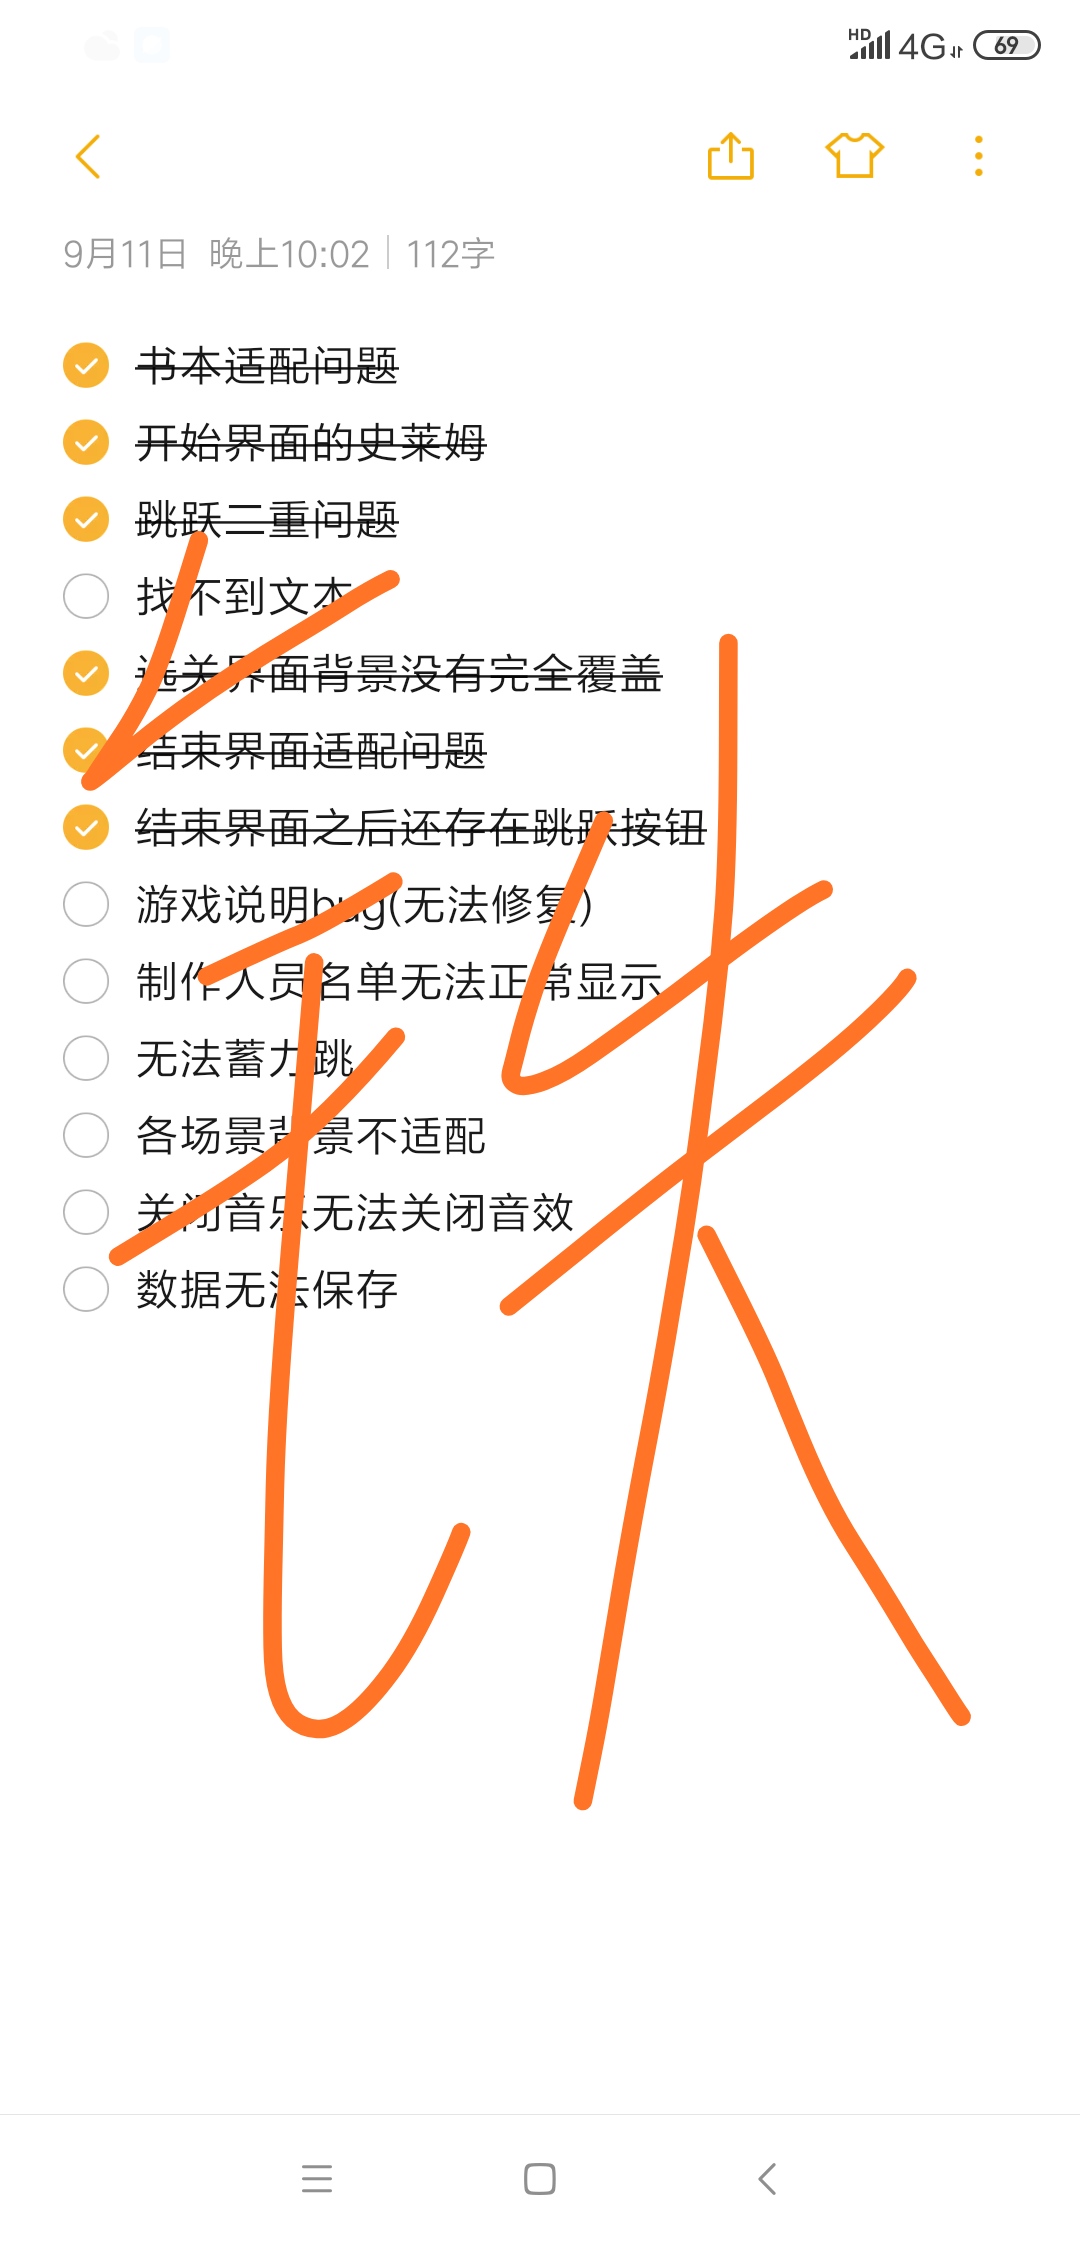 HD 4G 69
9月11日 晚上10:02 | 112字
书本适配问题
开始界面的史莱姆
跳跃二重问题
找不到文本
选关界面背景没有完全覆盖
结束界面适配问题
结束界面之后还存在跳跃按钮
游戏说明bug(无法修复)
制作人员名单无法正常显示
无法蓄力跳
各场景背景不适配
关闭音乐无法关闭音效
数据无法保存
铁